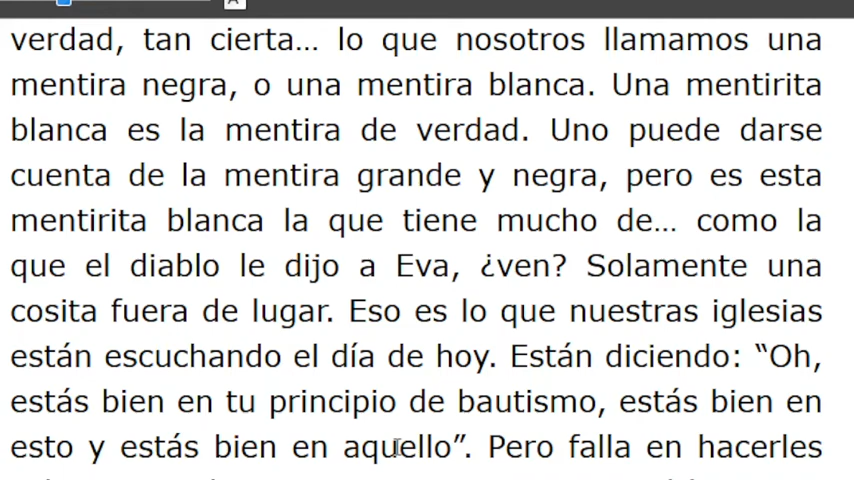 verdad, tan cierta… lo que nosotros llamamos una
mentira negra, o una mentira blanca. Una mentirita
blanca es la mentira de verdad. Uno puede darse
cuenta de la mentira grande y negra, pero es esta
mentirita blanca la que tiene mucho de… como la
que el diablo le dijo a Eva, ¿ven? Solamente una
cosita fuera de lugar. Eso es lo que nuestras iglesias
están escuchando el día de hoy. Están diciendo: “Oh,
estás bien en tu principio de bautismo, estás bien en
esto y estás bien en aquello”. Pero falla en hacerles